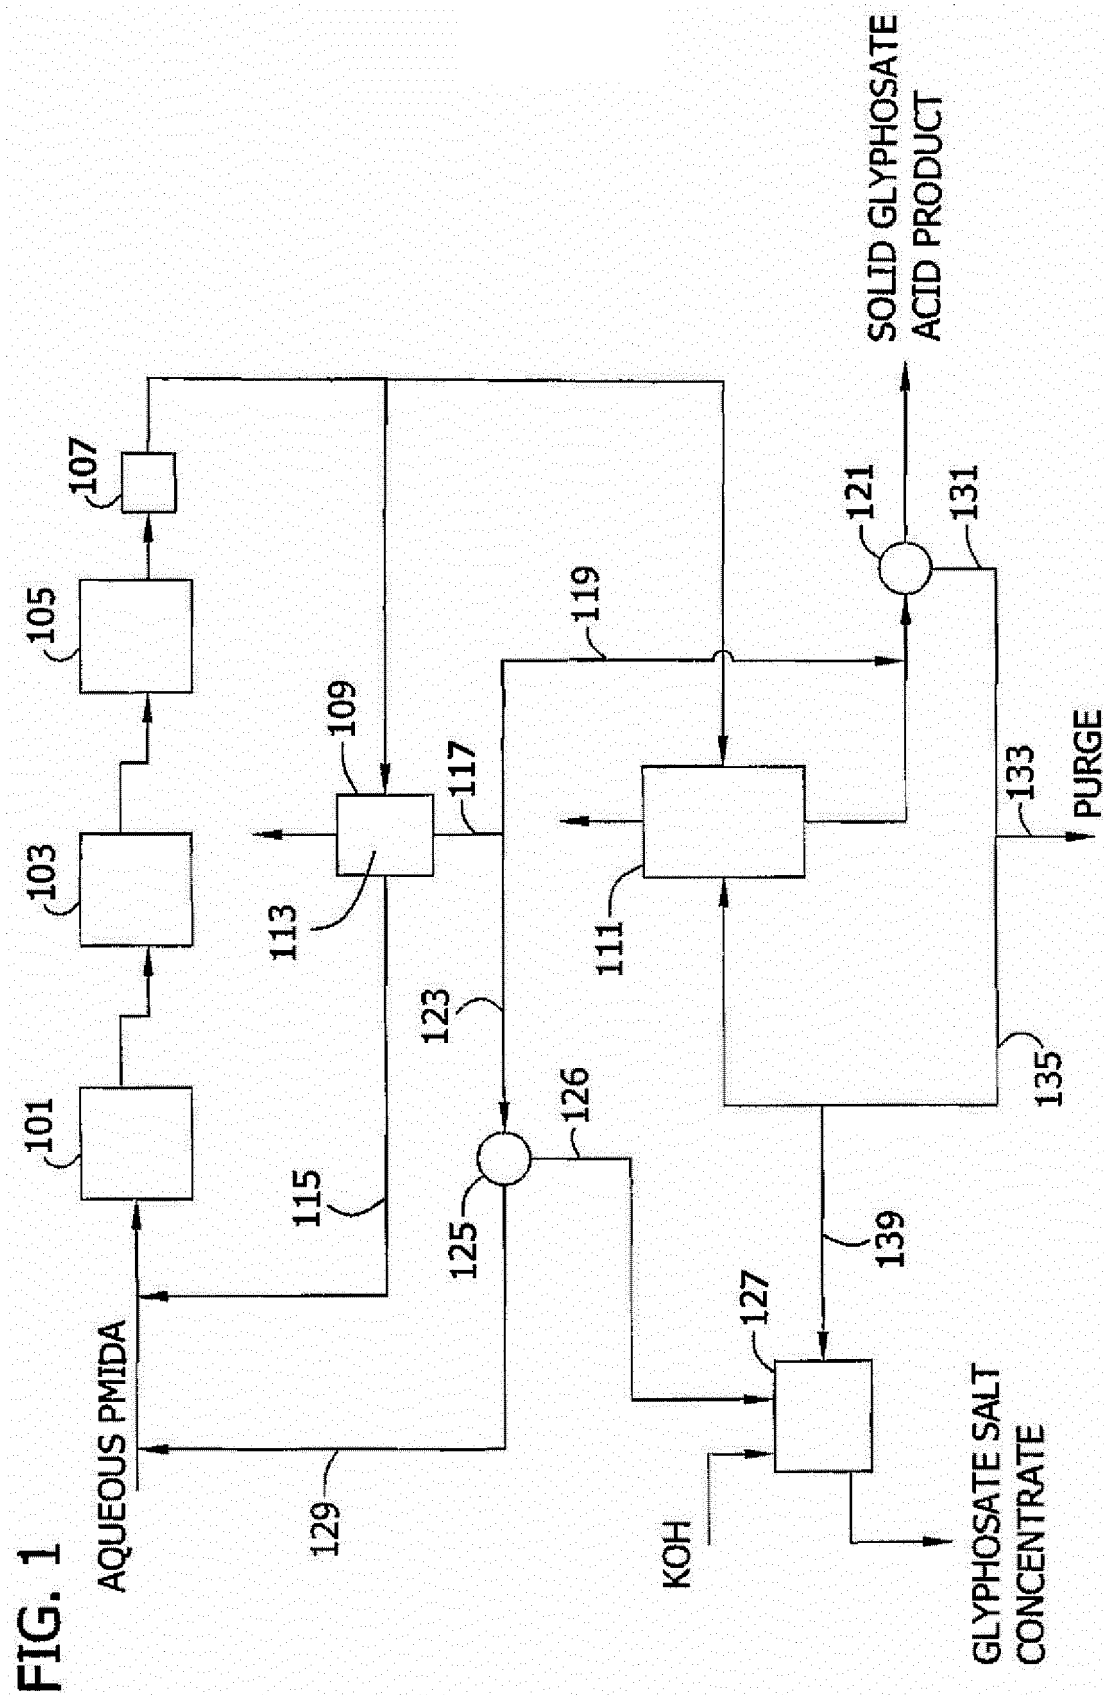 FIG. 1
AQUEOUS PMIDA
101
103
105
107
109
113
115
117
119
123
125
126
129
111
121
131
SOLID GLYPHOSATE
ACID PRODUCT
KOH
127
139
135
133
PURGE
GLYPHOSATE SALT
CONCENTRATE